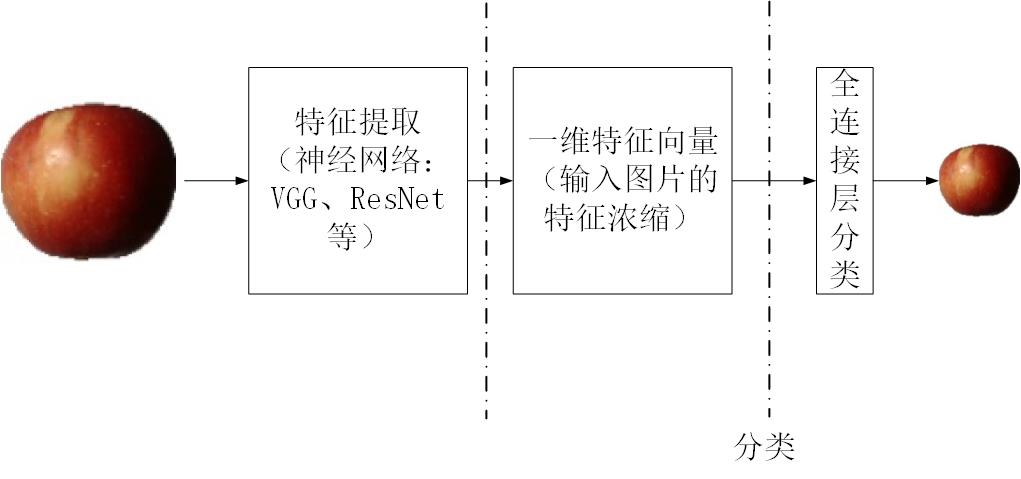 特征提取
（神经网络：
VGG、ResNet
等）
一维特征向量
（输入图片的
特征浓缩）
全
连
接
层
分
类
分类